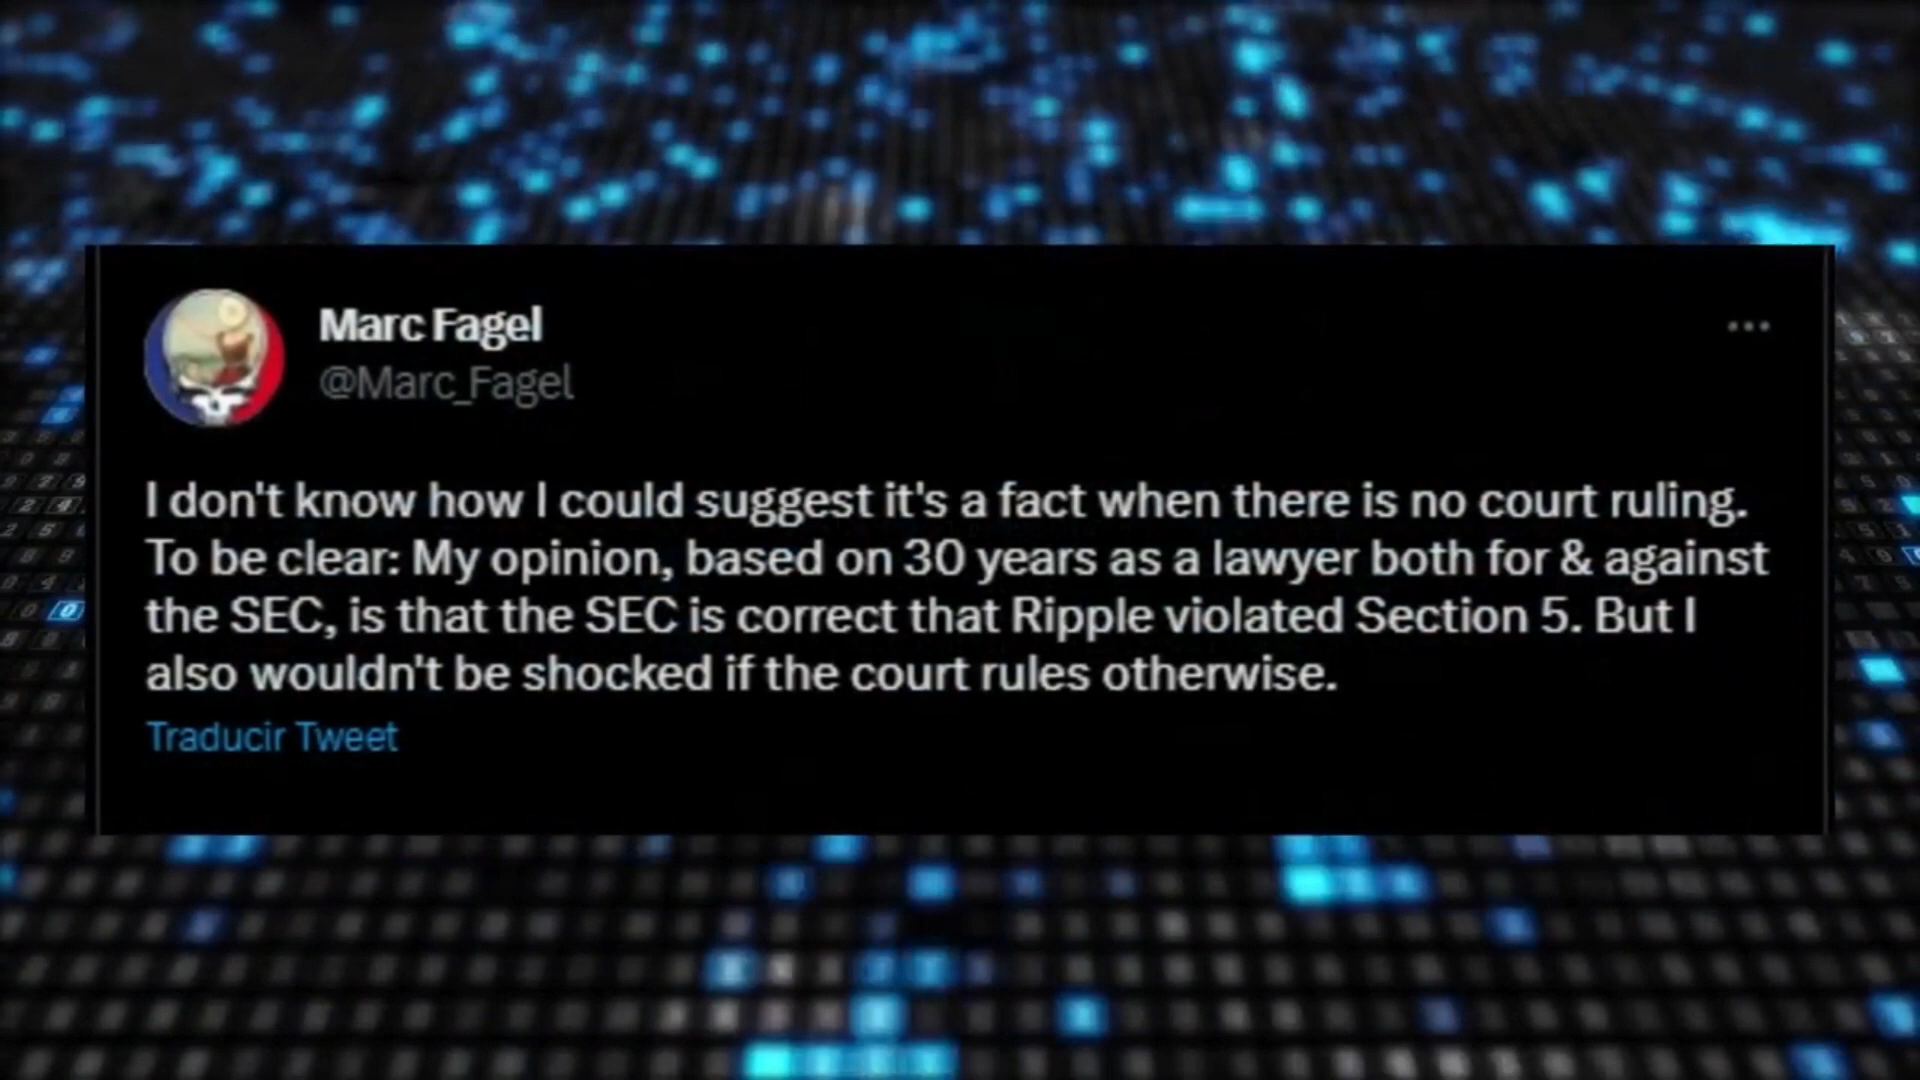 Marc Fagel
@Marc_Fagel
I don't know how I could suggest it's a fact when there is no court ruling.
To be clear: My opinion, based on 30 years as a lawyer both for & against
the SEC, is that the SEC is correct that Ripple violated Section 5. But I
also wouldn't be shocked if the court rules otherwise.
Traducir Tweet